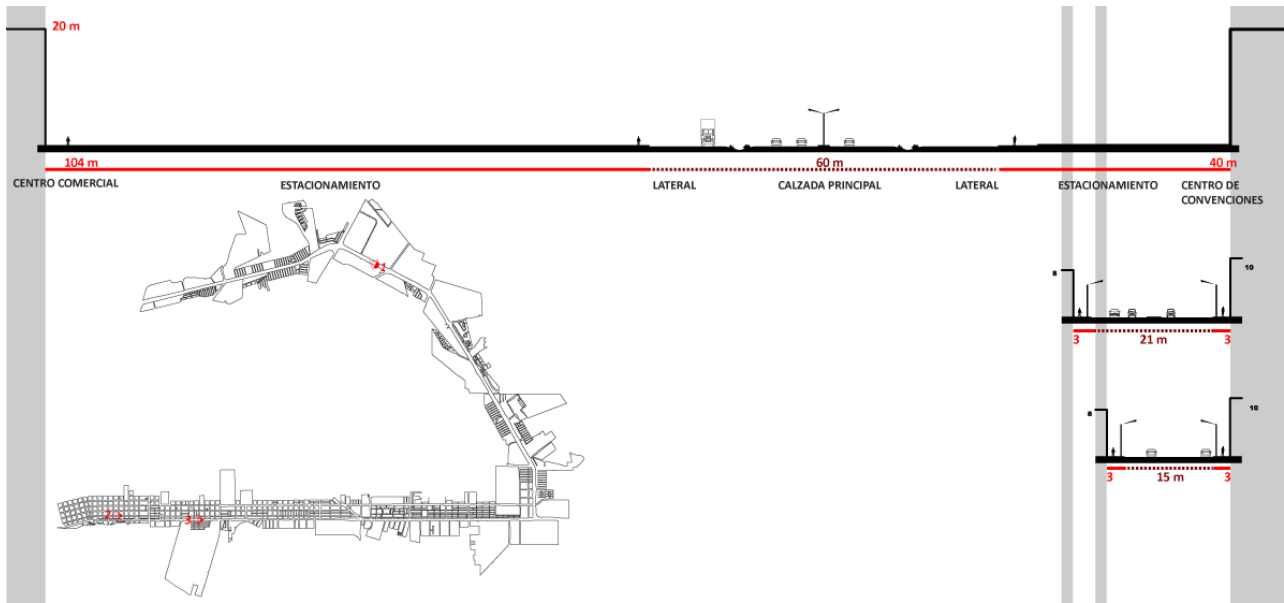 20 m
104 m
60 m
40 m
CENTRO COMERCIAL
ESTACIONAMIENTO
LATERAL
CALZADA PRINCIPAL
LATERAL
ESTACIONAMIENTO
CENTRO DE
CONVENCIONES
1
8
10
3
21 m
3
8
10
3
15 m
3
2
3